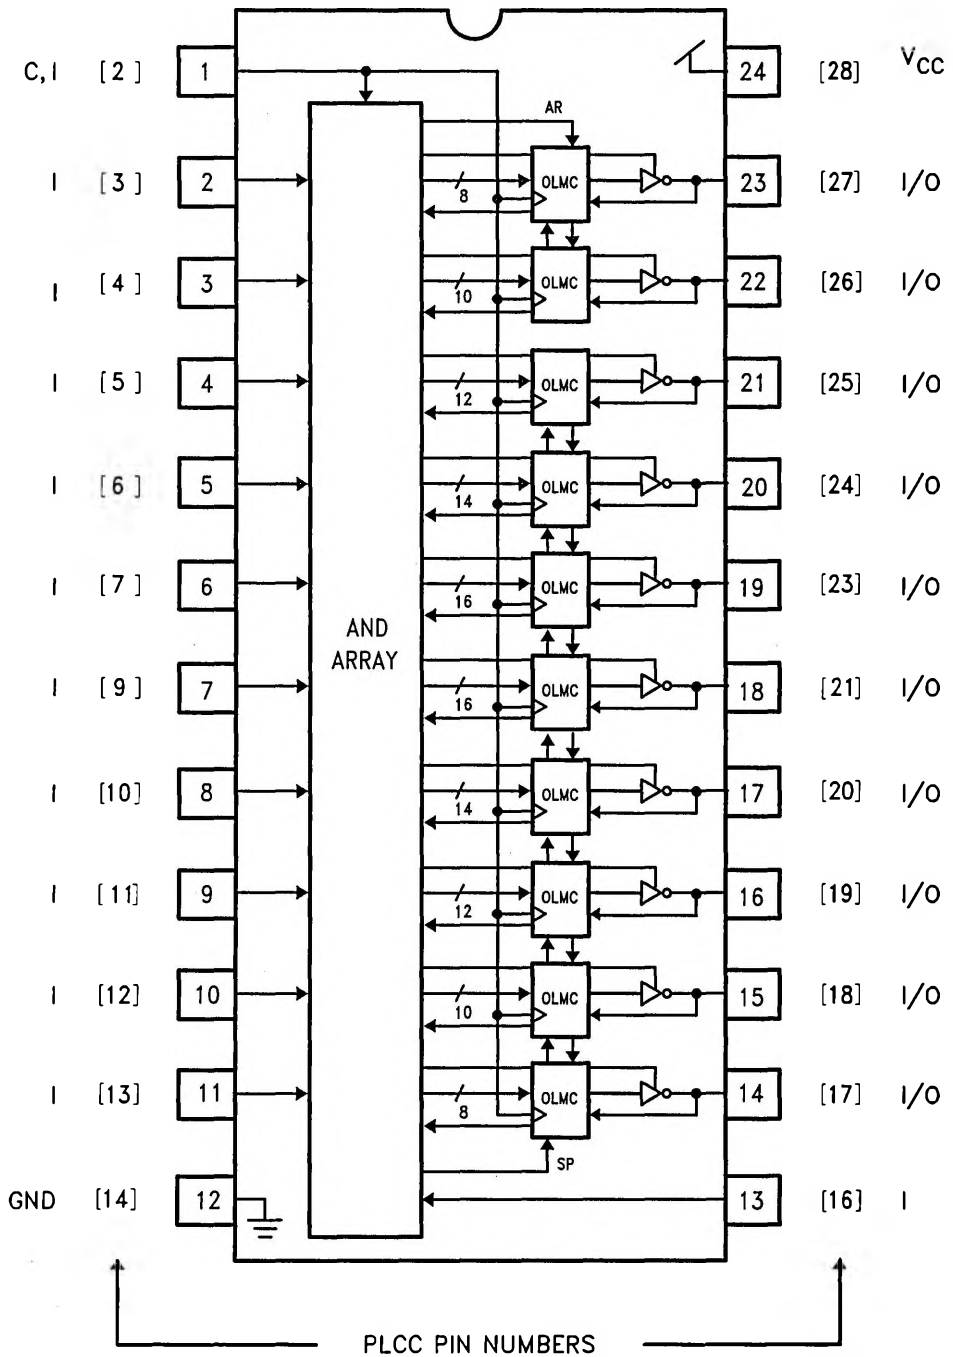 C,I [2] 1 24 [28] VCC
AR
I [3] 2 8 OLMC 23 [27] I/O
I [4] 3 10 OLMC 22 [26] I/O
I [5] 4 12 OLMC 21 [25] I/O
I [6] 5 14 OLMC 20 [24] I/O
I [7] 6 16 OLMC 19 [23] I/O
AND
ARRAY
I [9] 7 16 OLMC 18 [21] I/O
I [10] 8 14 OLMC 17 [20] I/O
I [11] 9 12 OLMC 16 [19] I/O
I [12] 10 10 OLMC 15 [18] I/O
I [13] 11 8 OLMC 14 [17] I/O
SP
GND [14] 12 13 [16] I
PLCC PIN NUMBERS